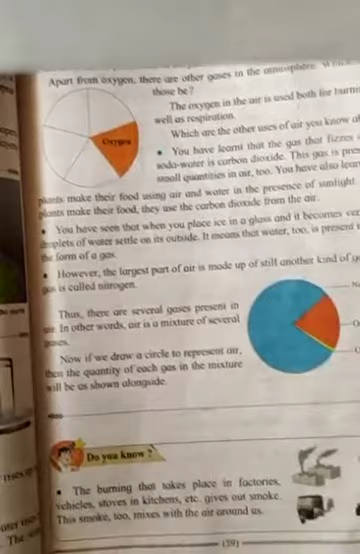 Apart from oxygen, there are other gases in the atmosphere.
those be?
The oxygen in the air is used both for
well as respiration.
Which are the other uses of air you know
Oxygen
• You have learnt that the gas that fizzes
soda-water is carbon dioxide. This gas is
small quantities in air, too. You have also
plants make their food using air and water in the presence of sunlight.
plants make their food, they use the carbon dioxide from the air.
• You have seen that when you place ice in a glass and it becomes
droplets of water settle on its outside. It means that water, too, is present
the form of a gas.
• However, the largest part of air is made up of still another kind of
gas is called nitrogen.
Thus, there are several gases present in
air. In other words, air is a mixture of several
gases.
Now if we draw a circle to represent air,
then the quantity of each gas in the mixture
will be as shown alongside.
Do you know ?
• The burning that takes place in factories,
vehicles, stoves in kitchens, etc. gives out smoke.
This smoke, too, mixes with the air around us.
(59)